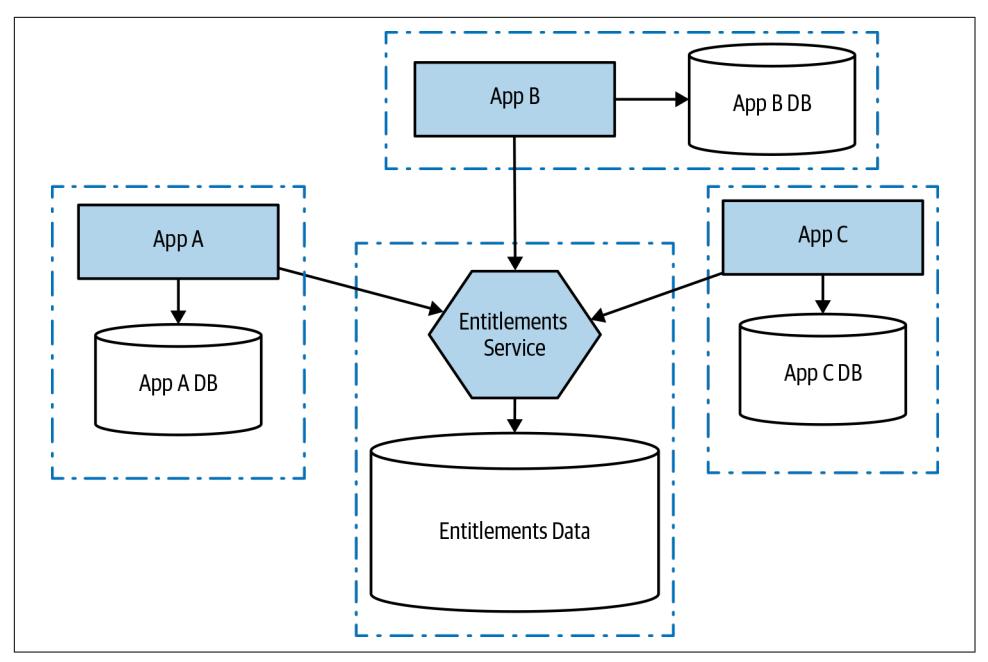 App B
App B DB
App A
App C
Entitlements
Service
App A DB
App C DB
Entitlements Data